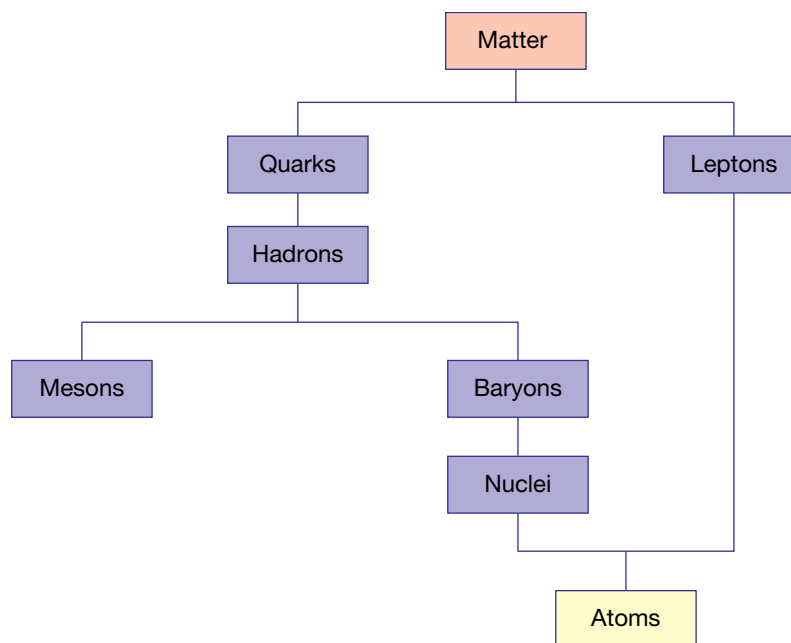 Matter
Quarks
Leptons
Hadrons
Mesons
Baryons
Nuclei
Atoms